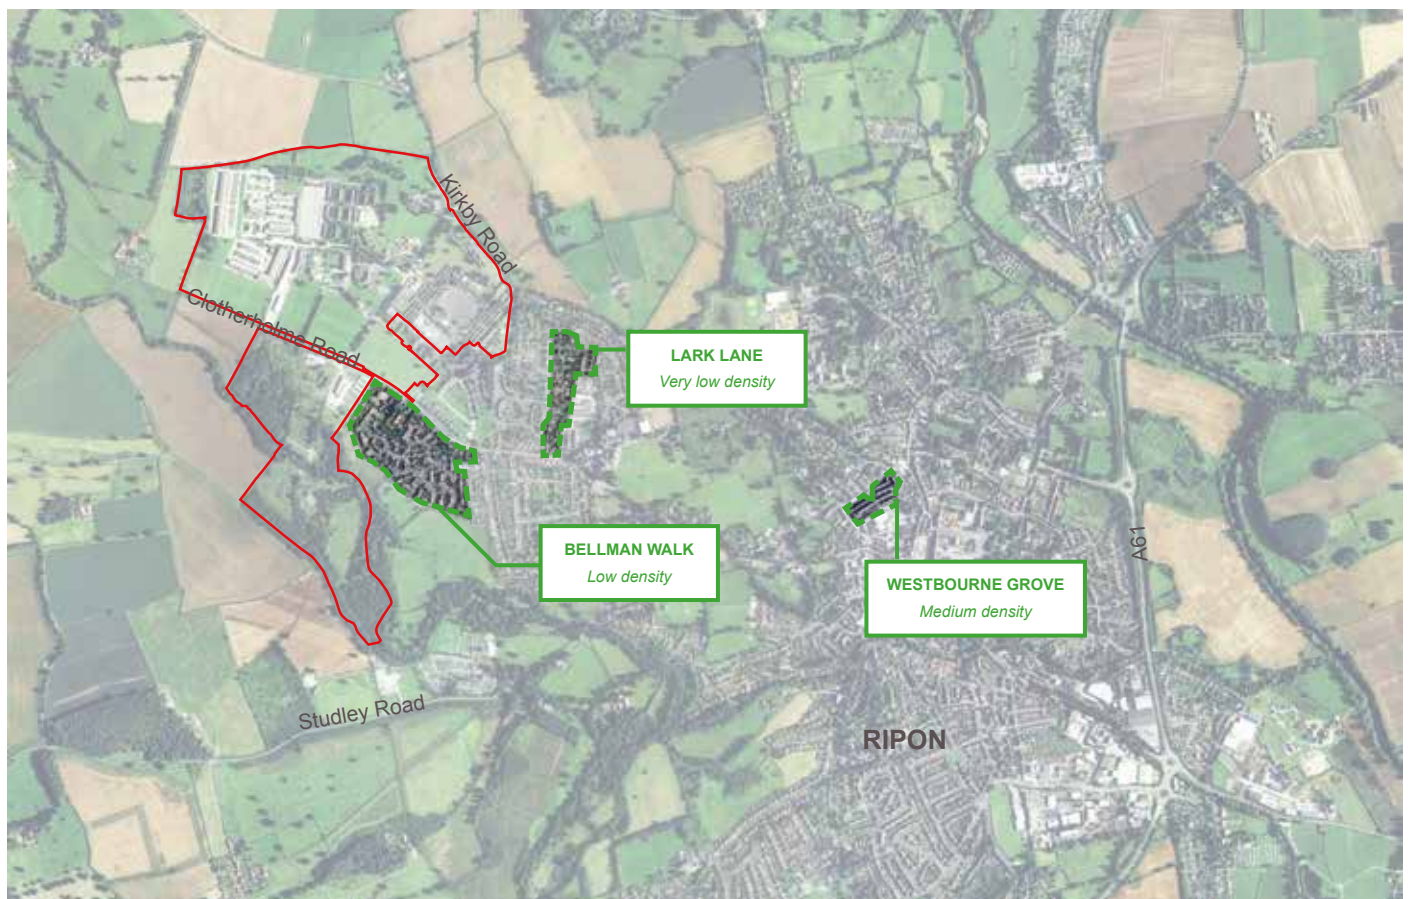 Kirkby Road
Clotherholme Road
LARK LANE
Very low density
BELLMAN WALK
Low density
WESTBOURNE GROVE
Medium density
A61
Studley Road
RIPON